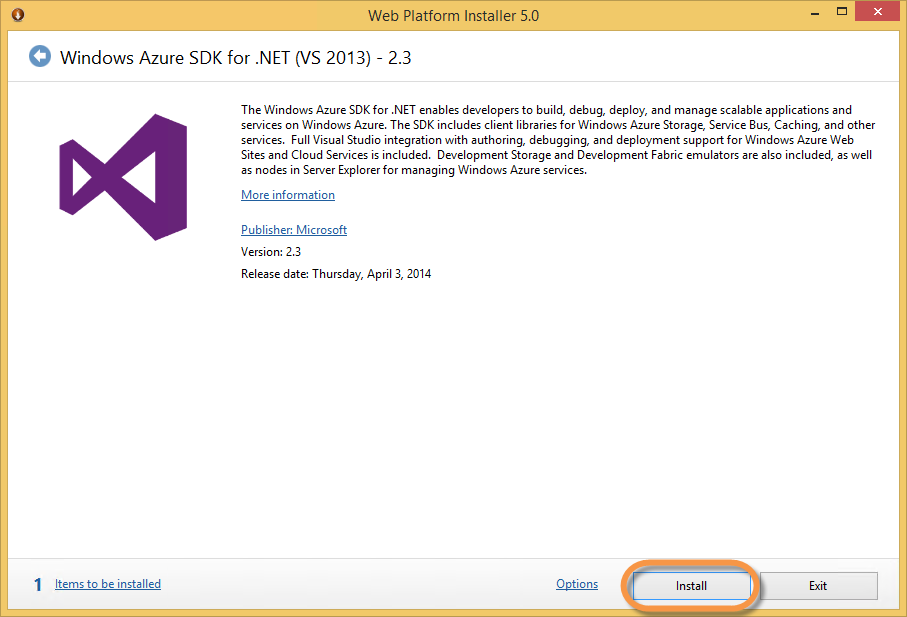 Web Platform Installer 5.0
Windows Azure SDK for .NET (VS 2013) - 2.3
The Windows Azure SDK for .NET enables developers to build, debug, deploy, and manage scalable applications and
services on Windows Azure. The SDK includes client libraries for Windows Azure Storage, Service Bus, Caching, and other
services.  Full Visual Studio integration with authoring, debugging, and deployment support for Windows Azure Web
Sites and Cloud Services is included.  Development Storage and Development Fabric emulators are also included, as well
as nodes in Server Explorer for managing Windows Azure services.
More information
Publisher: Microsoft
Version: 2.3
Release date: Thursday, April 3, 2014
1 Items to be installed
Options
Install
Exit